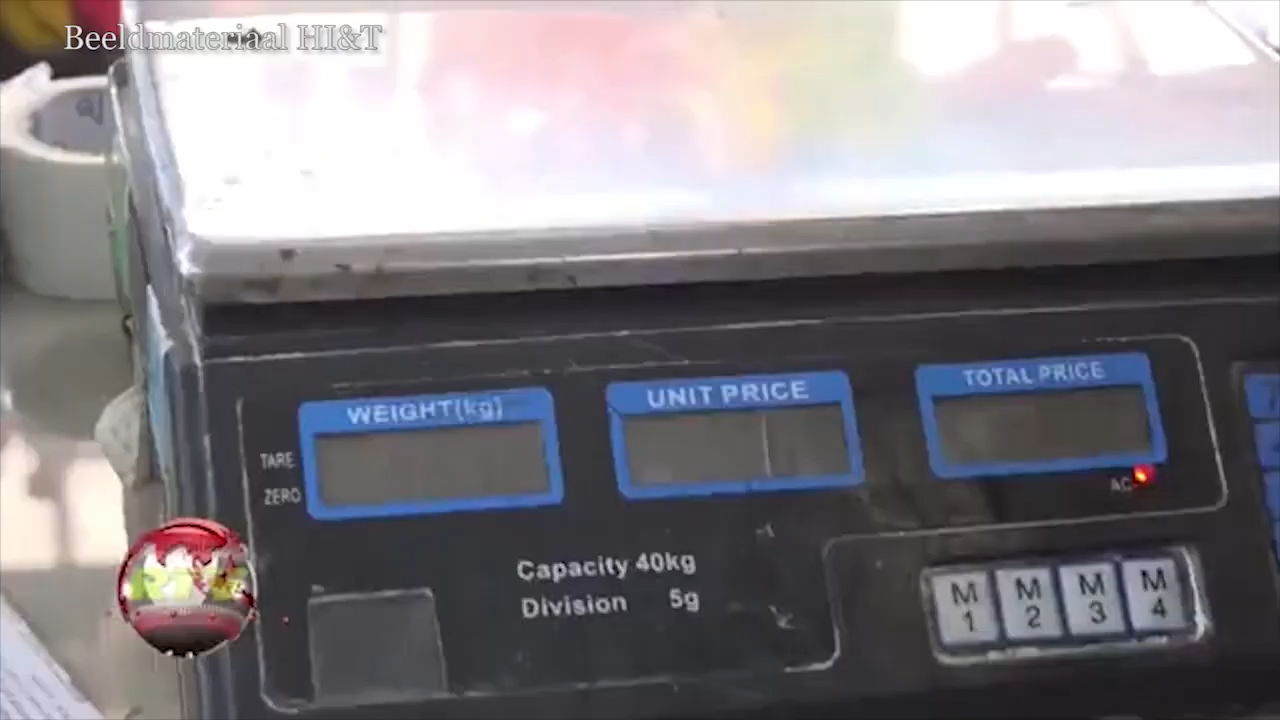 Beeldmateriaal HI&T
WEIGHT(kg)
UNIT PRICE
TOTAL PRICE
TARE
ZERO
AC
Capacity 40kg
Division 5g
M 1
M 2
M 3
M 4